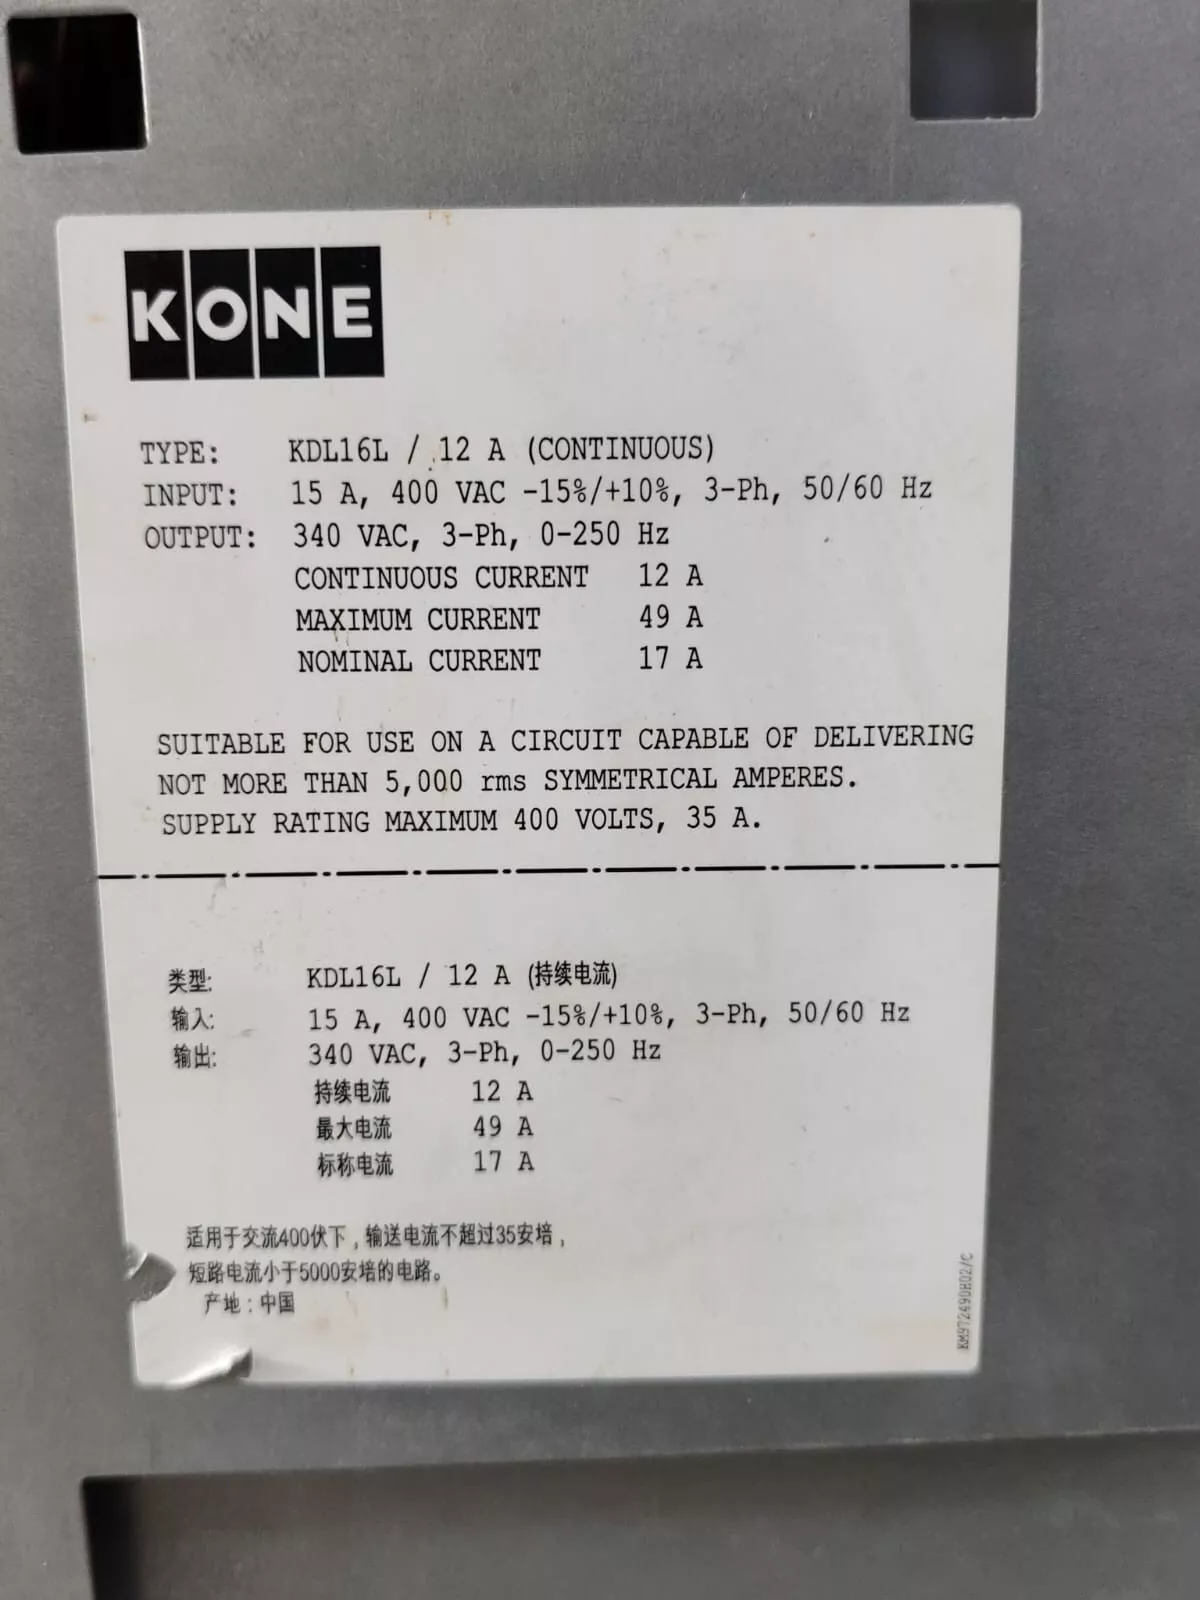 KONE
TYPE: KDL16L / 12 A (CONTINUOUS)
INPUT: 15 A, 400 VAC -15%/+10%, 3-Ph, 50/60 Hz
OUTPUT: 340 VAC, 3-Ph, 0-250 Hz
CONTINUOUS CURRENT 12 A
MAXIMUM CURRENT 49 A
NOMINAL CURRENT 17 A
SUITABLE FOR USE ON A CIRCUIT CAPABLE OF DELIVERING
NOT MORE THAN 5,000 rms SYMMETRICAL AMPERES.
SUPPLY RATING MAXIMUM 400 VOLTS, 35 A.
类型: KDL16L / 12 A (持续电流)
输入: 15 A, 400 VAC -15%/+10%, 3-Ph, 50/60 Hz
输出: 340 VAC, 3-Ph, 0-250 Hz
持续电流 12 A
最大电流 49 A
标称电流 17 A
适用于交流400伏下，输送电流不超过35安培，
短路电流小于5000安培的电路。
产地：中国
KM972490H02/C